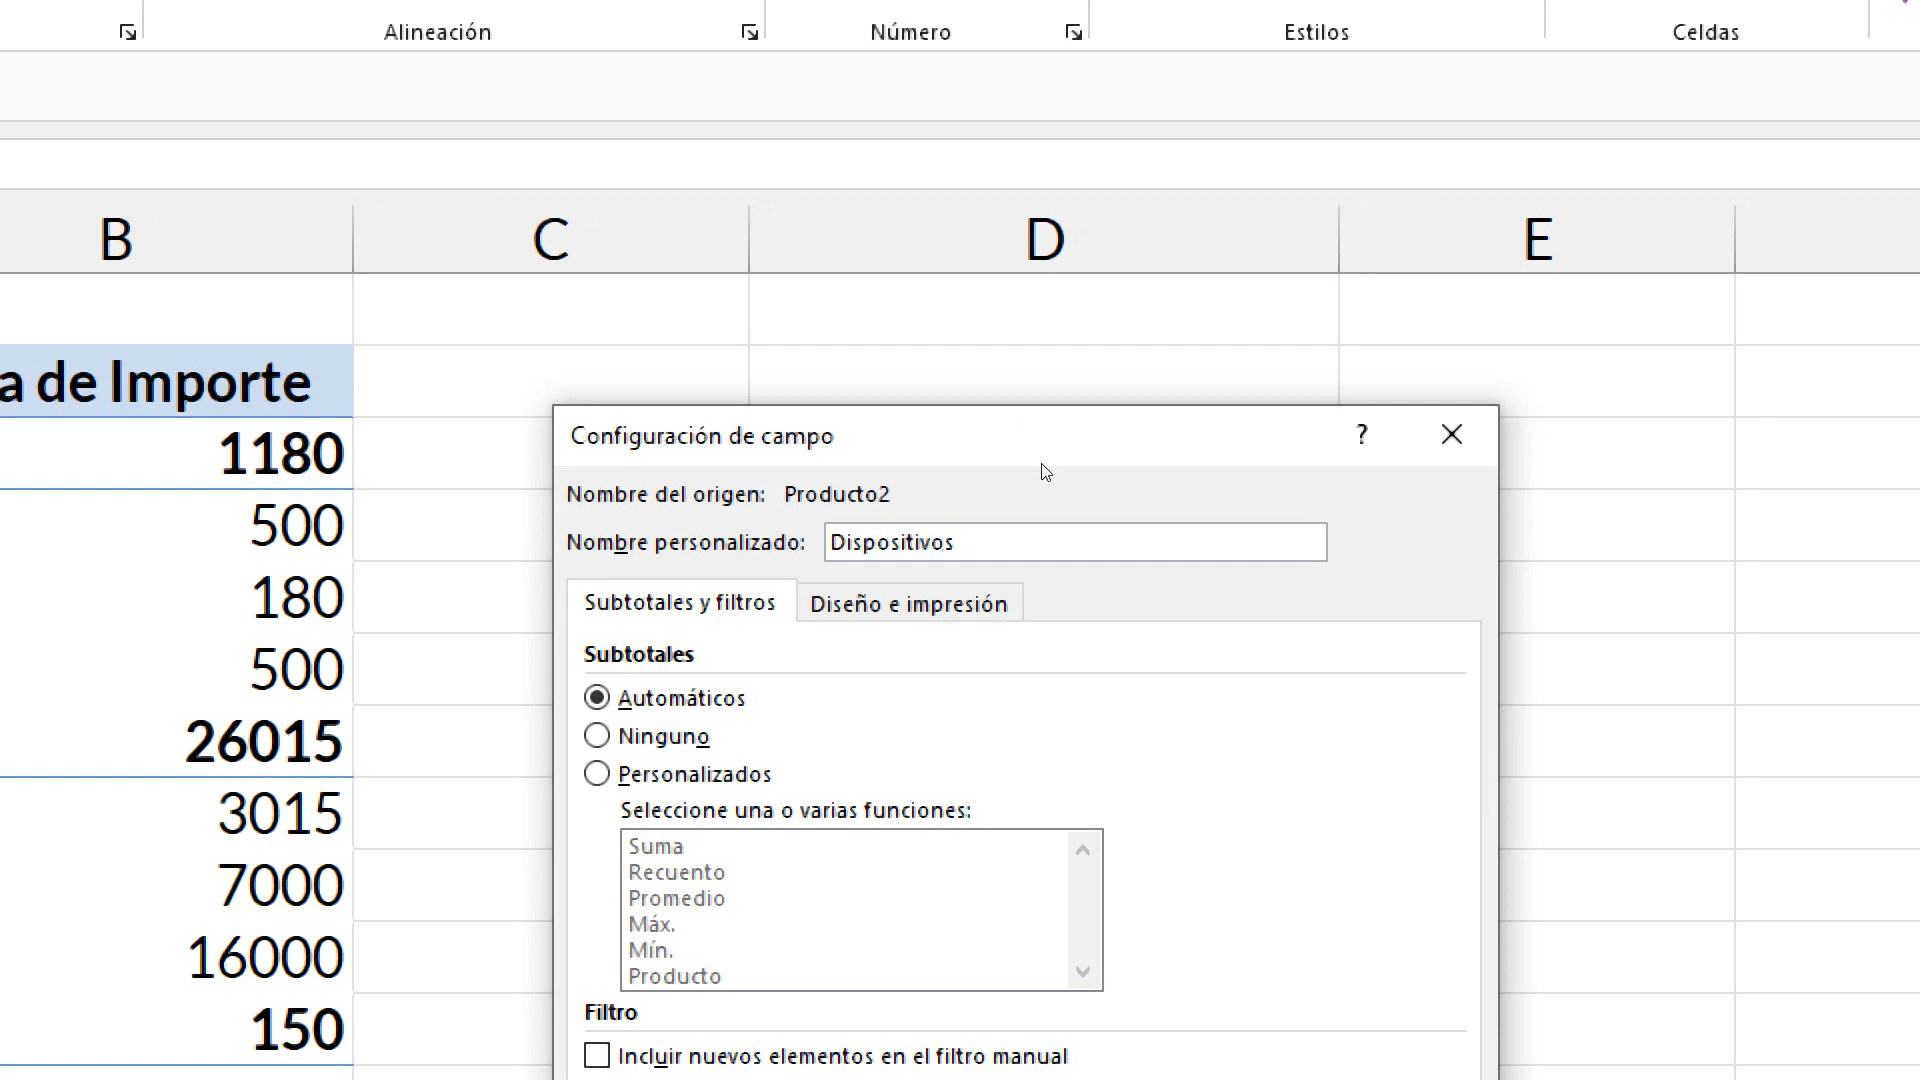 Alineación
Número
Estilos
Celdas
B
C
D
E
a de Importe
1180
500
180
500
26015
3015
7000
16000
150
Configuración de campo
?
Nombre del origen: Producto2
Nombre personalizado: Dispositivos
Subtotales y filtros
Diseño e impresión
Subtotales
Automáticos
Ninguno
Personalizados
Seleccione una o varias funciones:
Suma
Recuento
Promedio
Máx.
Mín.
Producto
Filtro
Incluir nuevos elementos en el filtro manual